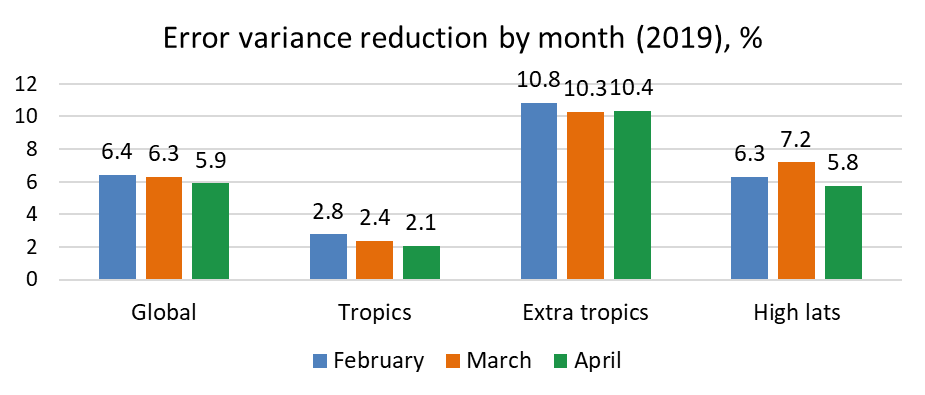 Error variance reduction by month (2019), %
12
10
8
6
4
2
0
6.4 6.3 5.9
2.8 2.4 2.1
10.8 10.3 10.4
6.3 7.2 5.8
Global Tropics Extra tropics High lats
February March April